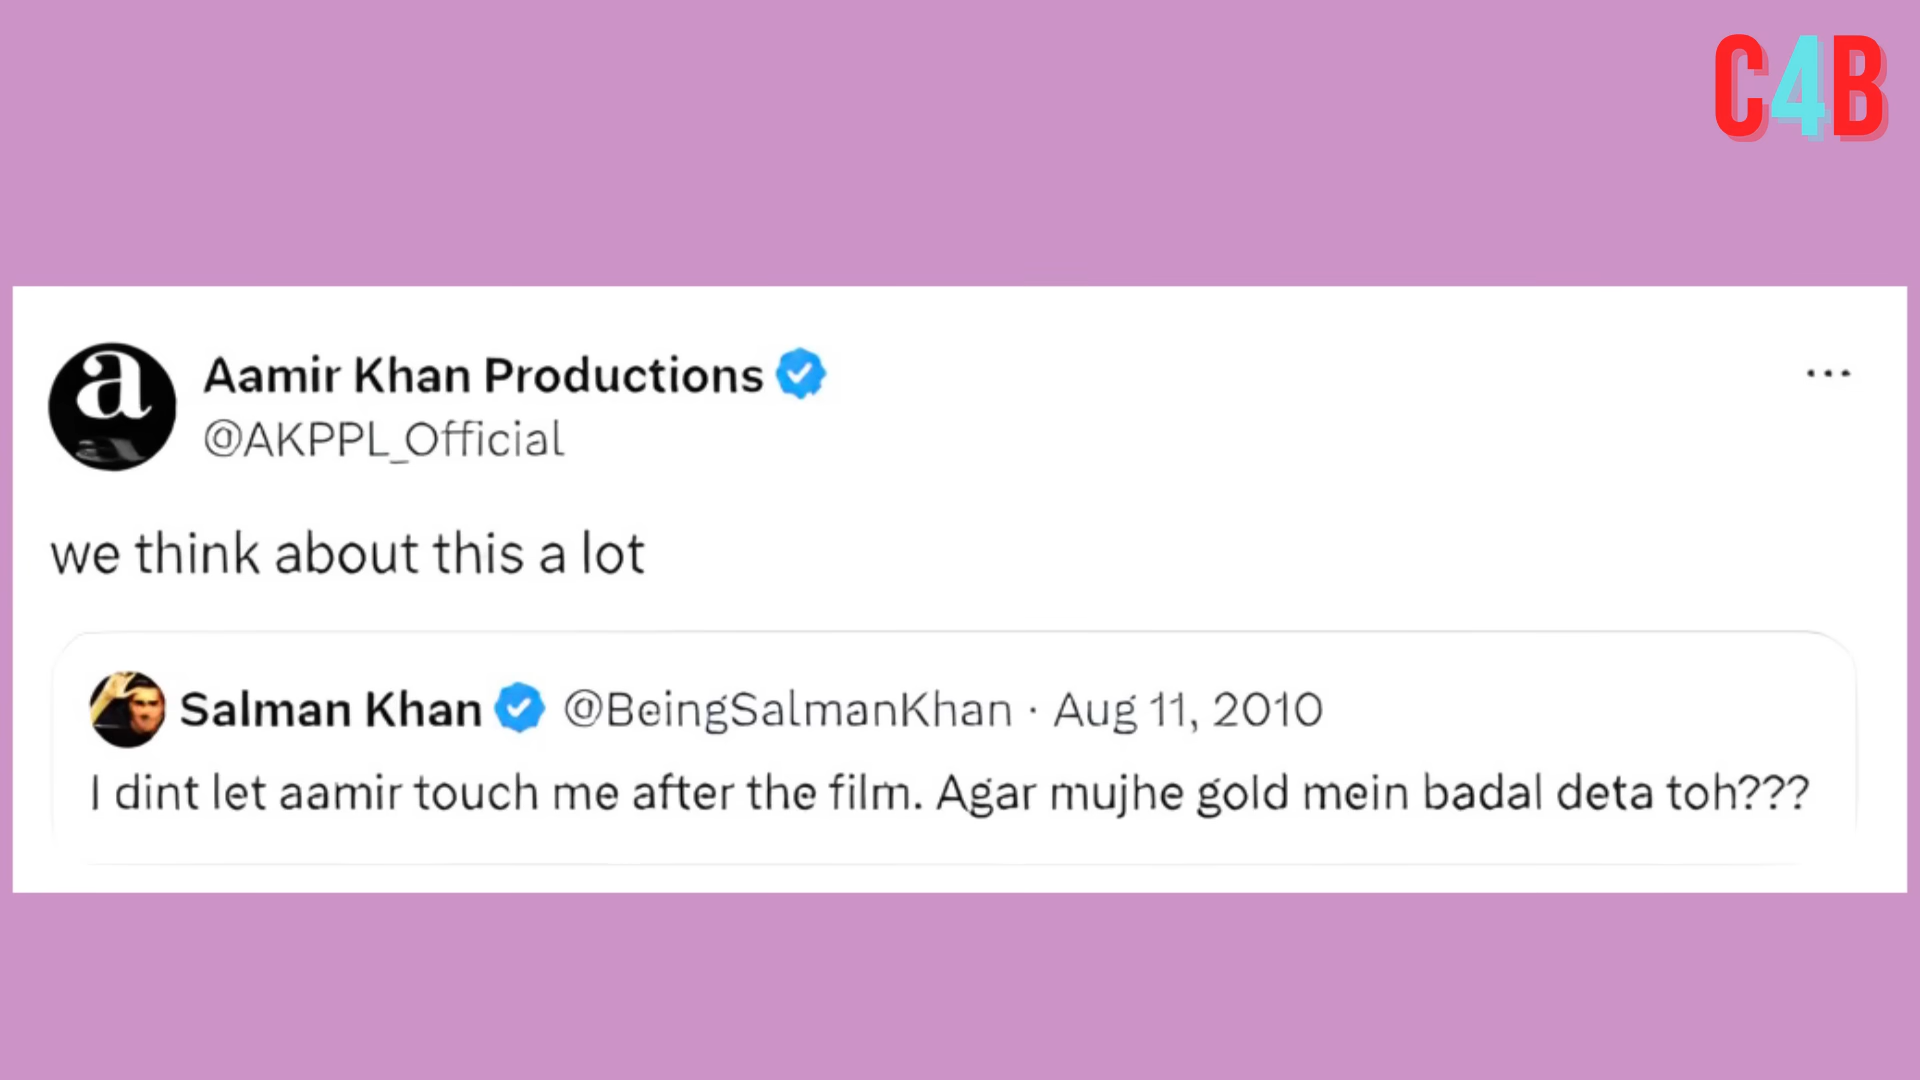 C4B
a
Aamir Khan Productions
@AKPPL_Official
...
we think about this a lot
Salman Khan @BeingSalmanKhan · Aug 11, 2010
I dint let aamir touch me after the film. Agar mujhe gold mein badal deta toh???